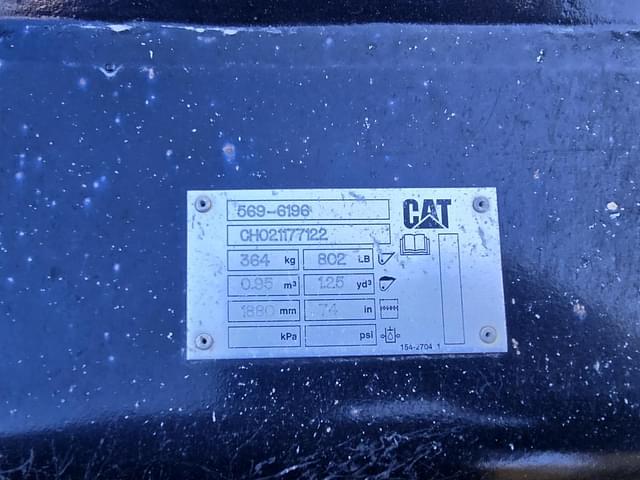 569-6196
CAT
CH021177122
364 kg 802 LB
0.95 m³ 1.25 yd³
1880 mm 74 in
kPa psi
154-2704 1